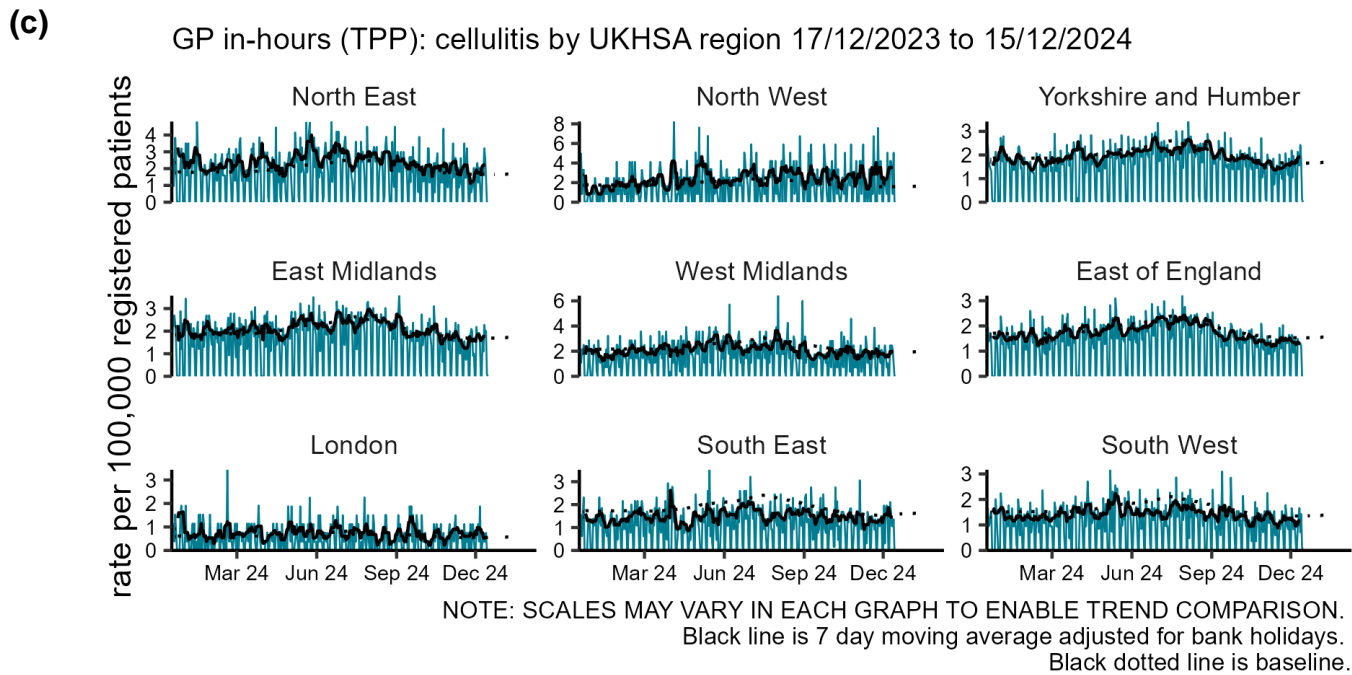 (c)
GP in-hours (TPP): cellulitis by UKHSA region 17/12/2023 to 15/12/2024
rate per 100,000 registered patients
North East
4
3
2
1
0
North West
8
6
4
2
0
Yorkshire and Humber
3
2
1
0
East Midlands
3
2
1
0
West Midlands
6
4
2
0
East of England
3
2
1
0
London
3
2
1
0
Mar 24 Jun 24 Sep 24 Dec 24
South East
3
2
1
0
Mar 24 Jun 24 Sep 24 Dec 24
South West
3
2
1
0
Mar 24 Jun 24 Sep 24 Dec 24
NOTE: SCALES MAY VARY IN EACH GRAPH TO ENABLE TREND COMPARISON.
Black line is 7 day moving average adjusted for bank holidays.
Black dotted line is baseline.